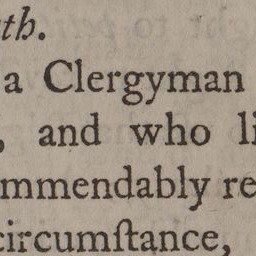 th.
a Clergyman
, and who li
mmendably re
circumſtance,